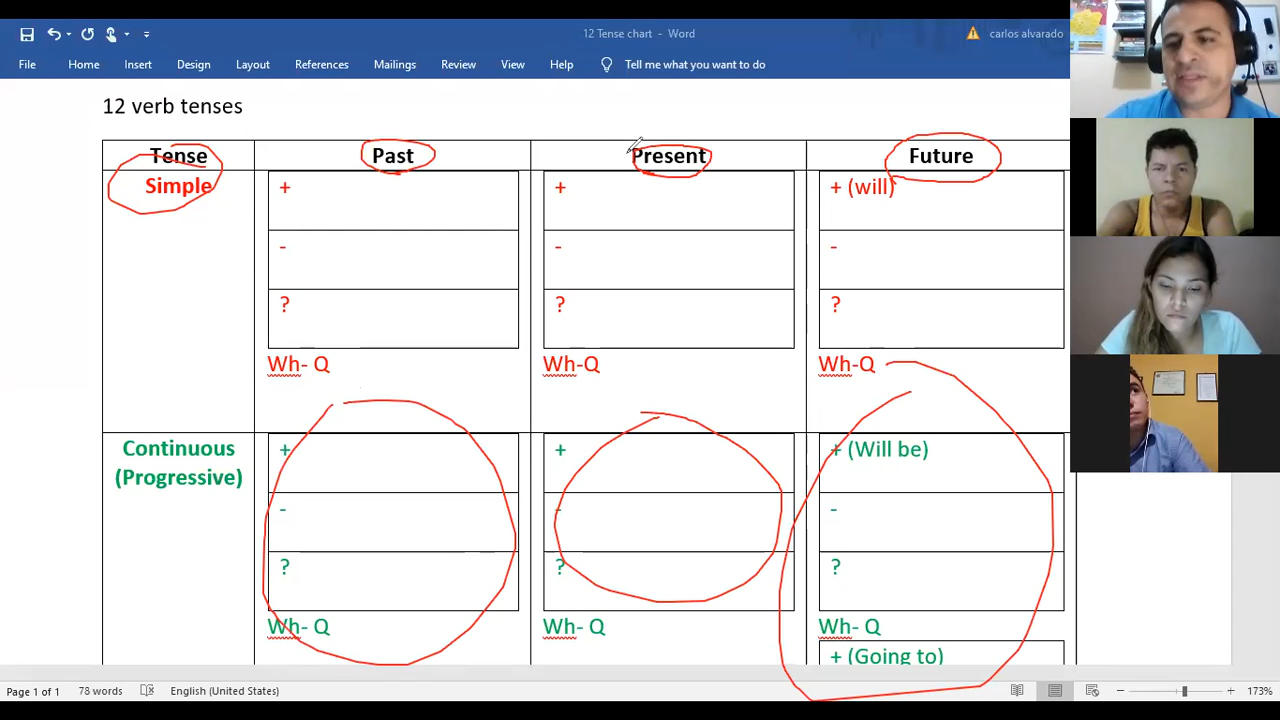 12 Tense chart - Word
carlos alvarado
File Home Insert Design Layout References Mailings Review View Help Tell me what you want to do
12 verb tenses
Tense Past Present Future
Simple + + + (will)
- - -
? ? ?
Wh- Q Wh-Q Wh-Q
Continuous + + + (Will be)
(Progressive)
- - -
? ? ?
Wh- Q Wh- Q Wh- Q
+ (Going to)
Page 1 of 1 78 words English (United States) 173%